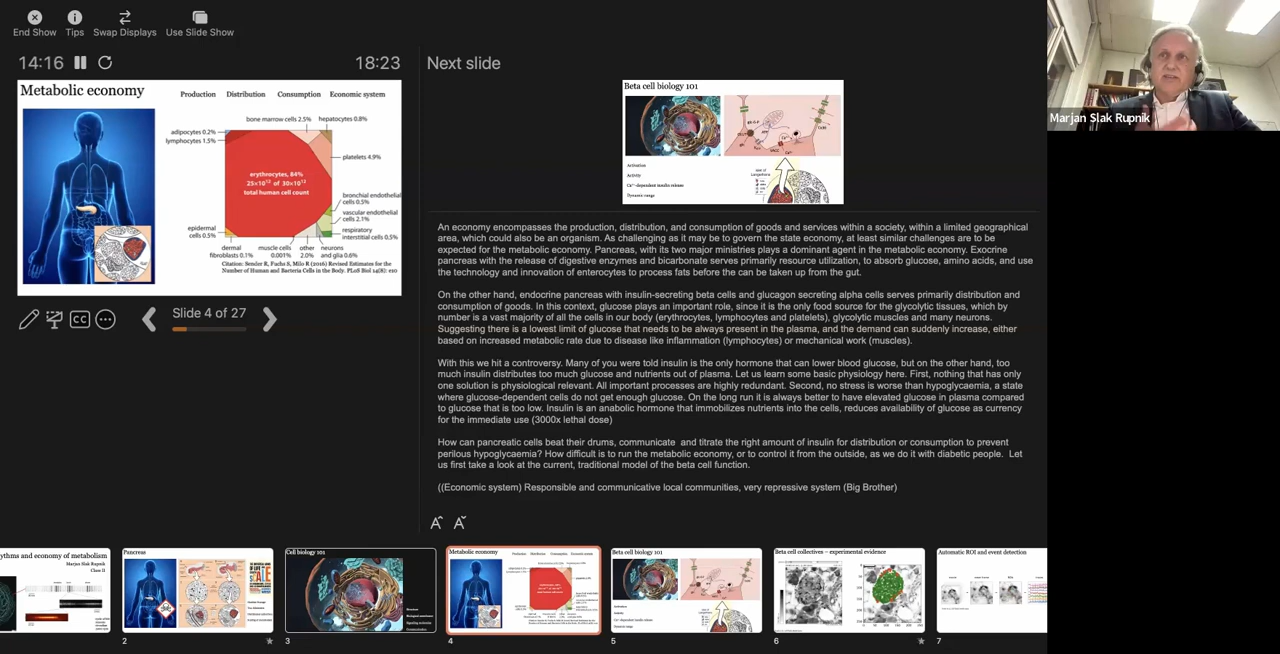 End Show
Tips
Swap Displays
Use Slide Show
14:16
18:23
Next slide
Metabolic economy
Production Distribution Consumption Economic system
bone marrow cells 2.5%
hepatocytes 0.8%
adipocytes 0.2%
lymphocytes 1.5%
platelets 4.9%
erythrocytes, 84%
25×10¹² of 30×10¹²
total human cell count
bronchial endothelial
cells 0.5%
vascular endothelial
cells 2.1%
respiratory
interstitial cells 0.5%
epidermal
cells 0.5%
dermal
fibroblasts 0.1%
muscle cells
0.001%
other
2.0%
neurons
and glia 0.6%
Citation: Sender R, Fuchs S, Milo R (2016) Revised Estimates for the
Number of Human and Bacteria Cells in the Body. PLoS Biol 14(8): e10
Slide 4 of 27
CC
Beta cell biology 101
Activation
Activity
Ca²⁺-dependent insulin release
Dynamic range
Marjan Slak Rupnik
An economy encompasses the production, distribution, and consumption of goods and services within a society, within a limited geographical
area, which could also be an organism. As challenging as it may be to govern the state economy, at least similar challenges are to be
expected for the metabolic economy. Pancreas, with its two major ministries plays a dominant agent in the metabolic economy. Exocrine
pancreas with the release of digestive enzymes and bicarbonate serves primarily resource utilization, to absorb glucose, amino acids, and use
the technology and innovation of enterocytes to process fats before the can be taken up from the gut.
On the other hand, endocrine pancreas with insulin-secreting beta cells and glucagon secreting alpha cells serves primarily distribution and
consumption of goods. In this context, glucose plays an important role, since it is the only food source for the glycolytic tissues, which by
number is a vast majority of all the cells in our body (erythrocytes, lymphocytes and platelets), glycolytic muscles and many neurons.
Suggesting there is a lowest limit of glucose that needs to be always present in the plasma, and the demand can suddenly increase, either
based on increased metabolic rate due to disease like inflammation (lymphocytes) or mechanical work (muscles).
With this we hit a controversy. Many of you were told insulin is the only hormone that can lower blood glucose, but on the other hand, too
much insulin distributes too much glucose and nutrients out of plasma. Let us learn some basic physiology here. First, nothing that has only
one solution is physiological relevant. All important processes are highly redundant. Second, no stress is worse than hypoglycaemia, a state
where glucose-dependent cells do not get enough glucose. On the long run it is always better to have elevated glucose in plasma compared
to glucose that is too low. Insulin is an anabolic hormone that immobilizes nutrients into the cells, reduces availability of glucose as currency
for the immediate use (3000x lethal dose)
How can pancreatic cells beat their drums, communicate and titrate the right amount of insulin for distribution or consumption to prevent
perilous hypoglycaemia? How difficult is to run the metabolic economy, or to control it from the outside, as we do it with diabetic people. Let
us first take a look at the current, traditional model of the beta cell function.
((Economic system) Responsible and communicative local communities, very repressive system (Big Brother)
ythms and economy of metabolism
Marjan Slak Rupnik
Class II
Pancreas
Cell biology 101
Metabolic economy
Production Distribution Consumption Economic system
Beta cell biology 101
Beta cell collectives – experimental evidence
Automatic ROI and event detection
2
3
4
5
6
7